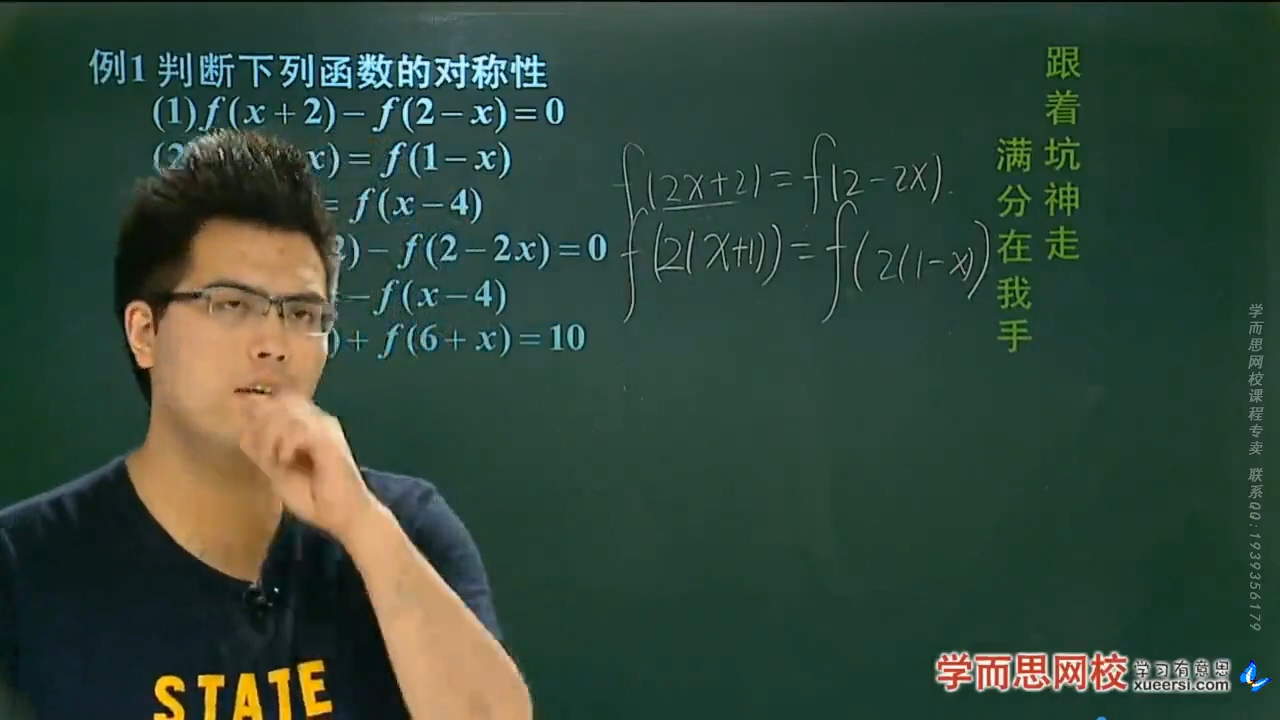 例1 判断下列函数的对称性
(1) f(x+2)-f(2-x)=0
(2 x)=f(1-x)
= f(x-4)
2)-f(2-2x)=0
-f(x-4)
)+f(6+x)=10
f(2x+2)=f(2-2x).
f(2(x+1))=f(2(1-x))
跟着坑神走
满分在我手
学而思网校课程专卖 联系QQ:1939356179
学而思网校 学习有意思
xueersi.com
STATE